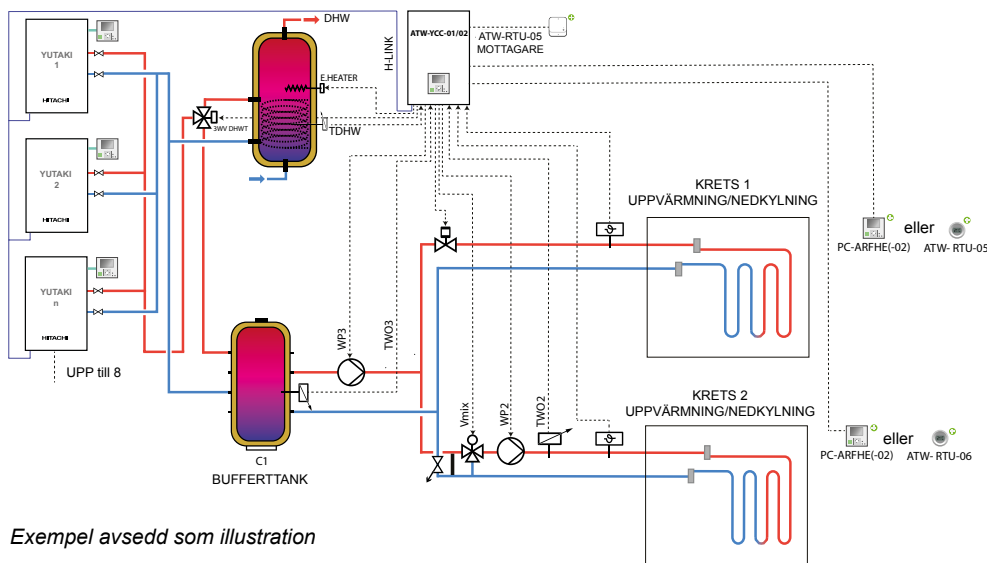 DHW
YUTAKI
1
HITACHI
H-LINK
ATW-YCC-01/02
ATW-RTU-05
MOTTAGARE
E.HEATER
3WV DHWT
TDHW
YUTAKI
2
HITACHI
KRETS 1
UPPVÄRMNING/NEDKYLNING
PC-ARFHE(-02)
eller
ATW- RTU-05
YUTAKI
n
HITACHI
UPP till 8
WP3
TWO3
C1
BUFFERTTANK
Vmix
WP2
TWO2
KRETS 2
UPPVÄRMNING/NEDKYLNING
PC-ARFHE(-02)
eller
ATW- RTU-06
Exempel avsedd som illustration